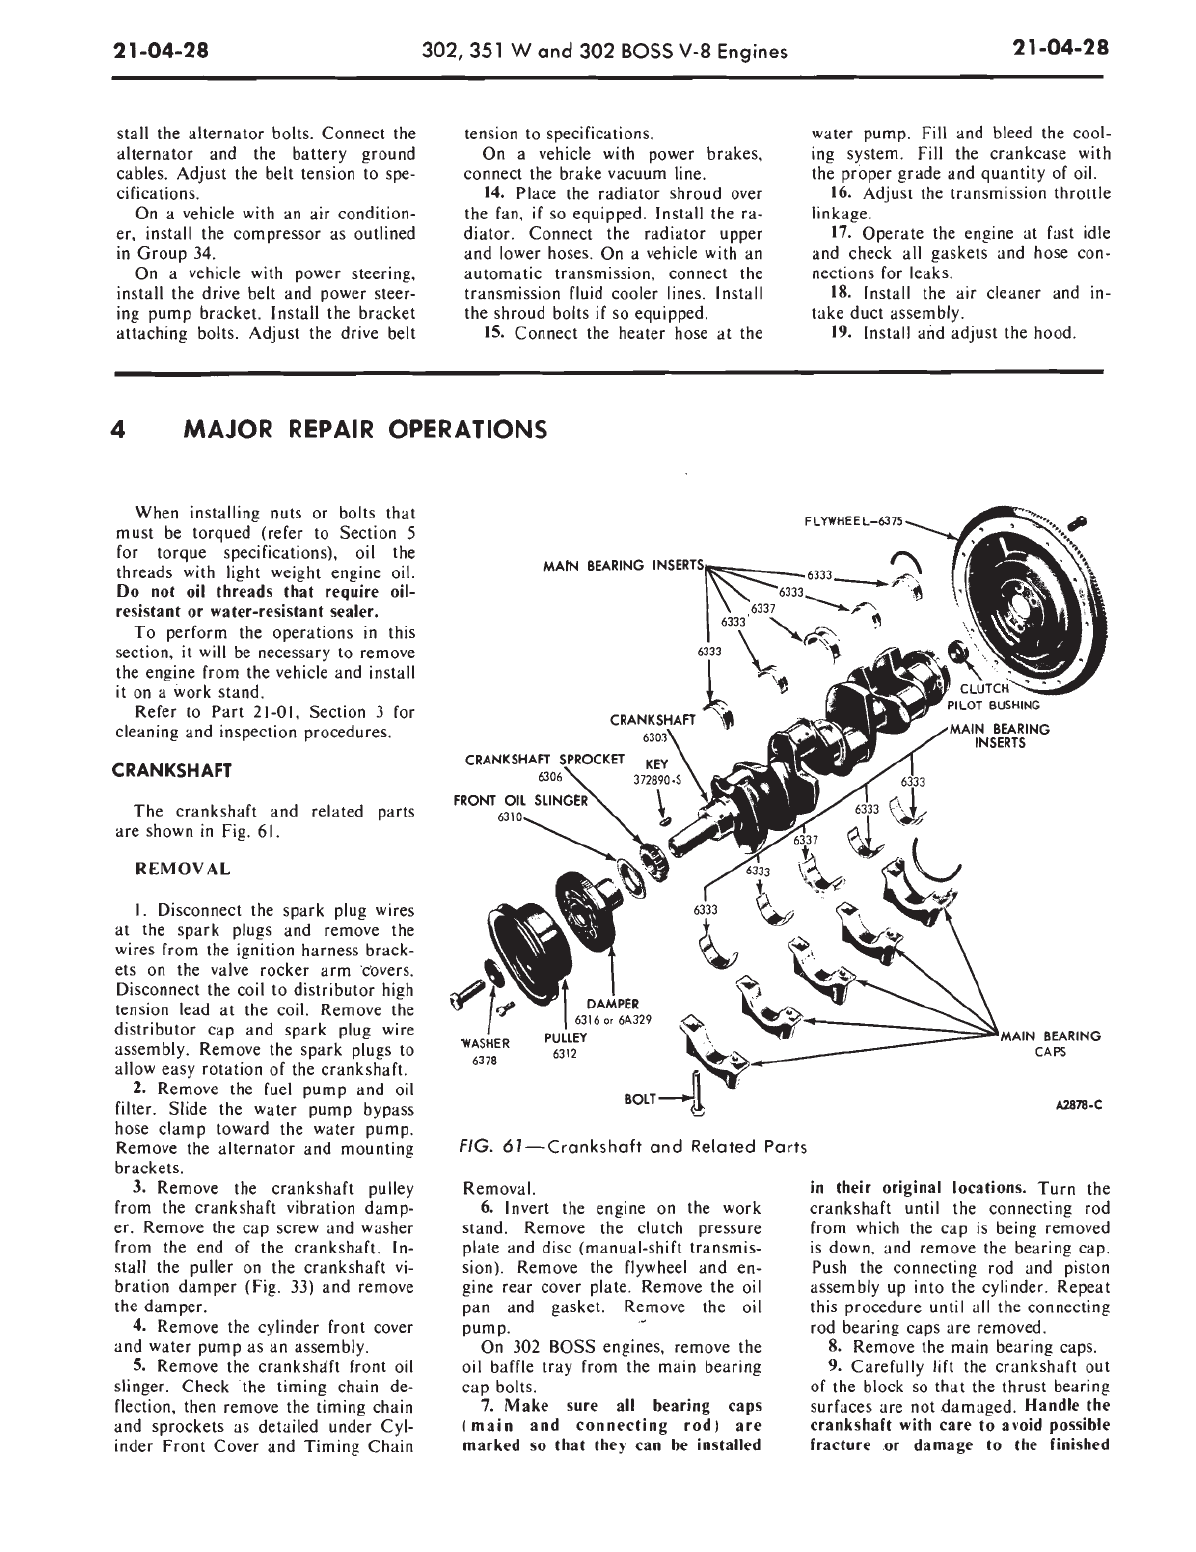 21-04-28
302, 351 W and 302 BOSS V-8 Engines
21-04-28
stall the alternator bolts. Connect the
alternator and the battery ground
cables. Adjust the belt tension to spe-
cifications.
On a vehicle with an air condition-
er, install the compressor as outlined
in Group 34.
On a vehicle with power steering,
install the drive belt and power steer-
ing pump bracket. Install the bracket
attaching bolts. Adjust the drive belt
tension to specifications.
On a vehicle with power brakes,
connect the brake vacuum line.
14. Place the radiator shroud over
the fan, if so equipped. Install the ra-
diator. Connect the radiator upper
and lower hoses. On a vehicle with an
automatic transmission, connect the
transmission fluid cooler lines. Install
the shroud bolts if so equipped.
15. Connect the heater hose at the
water pump. Fill and bleed the cool-
ing system. Fill the crankcase with
the proper grade and quantity of oil.
16. Adjust the transmission throttle
linkage.
17. Operate the engine at fast idle
and check all gaskets and hose con-
nections for leaks.
18. Install the air cleaner and in-
take duct assembly.
19. Install and adjust the hood.
4 MAJOR REPAIR OPERATIONS
When installing nuts or bolts that
must be torqued (refer to Section 5
for torque specifications), oil the
threads with light weight engine oil.
Do not oil threads that require oil-
resistant or water-resistant sealer.
To perform the operations in this
section, it will be necessary to remove
the engine from the vehicle and install
it on a work stand.
Refer to Part 21-01, Section 3 for
cleaning and inspection procedures.
CRANKSHAFT
The crankshaft and related parts
are shown in Fig. 61.
REMOVAL
1. Disconnect the spark plug wires
at the spark plugs and remove the
wires from the ignition harness brack-
ets on the valve rocker arm covers.
Disconnect the coil to distributor high
tension lead at the coil. Remove the
distributor cap and spark plug wire
assembly. Remove the spark plugs to
allow easy rotation of the crankshaft.
2. Remove the fuel pump and oil
filter. Slide the water pump bypass
hose clamp toward the water pump.
Remove the alternator and mounting
brackets.
3. Remove the crankshaft pulley
from the crankshaft vibration damp-
er. Remove the cap screw and washer
from the end of the crankshaft. In-
stall the puller on the crankshaft vi-
bration damper (Fig. 33) and remove
the damper.
4. Remove the cylinder front cover
and water pump as an assembly.
5. Remove the crankshaft front oil
slinger. Check the timing chain de-
flection, then remove the timing chain
and sprockets as detailed under Cyl-
inder Front Cover and Timing Chain
FLYWHEEL-6375
MAIN BEARING INSERTS
6333
6333
6337
6333
6333
CLUTCH
PILOT BUSHING
CRANKSHAFT
6303
MAIN BEARING
INSERTS
CRANKSHAFT SPROCKET
6306
KEY
372890-S
6333
FRONT OIL SLINGER
6310
6333
6337
6333
6333
DAMPER
6316 or 6A329
WASHER
6378
PULLEY
6312
MAIN BEARING
CAPS
BOLT
A2878-C
FIG. 61—Crankshaft and Related Parts
Removal.
6. Invert the engine on the work
stand. Remove the clutch pressure
plate and disc (manual-shift transmis-
sion). Remove the flywheel and en-
gine rear cover plate. Remove the oil
pan and gasket. Remove the oil
pump.
On 302 BOSS engines, remove the
oil baffle tray from the main bearing
cap bolts.
7. Make sure all bearing caps
(main and connecting rod) are
marked so that they can be installed
in their original locations. Turn the
crankshaft until the connecting rod
from which the cap is being removed
is down, and remove the bearing cap.
Push the connecting rod and piston
assembly up into the cylinder. Repeat
this procedure until all the connecting
rod bearing caps are removed.
8. Remove the main bearing caps.
9. Carefully lift the crankshaft out
of the block so that the thrust bearing
surfaces are not damaged. Handle the
crankshaft with care to avoid possible
fracture or damage to the finished